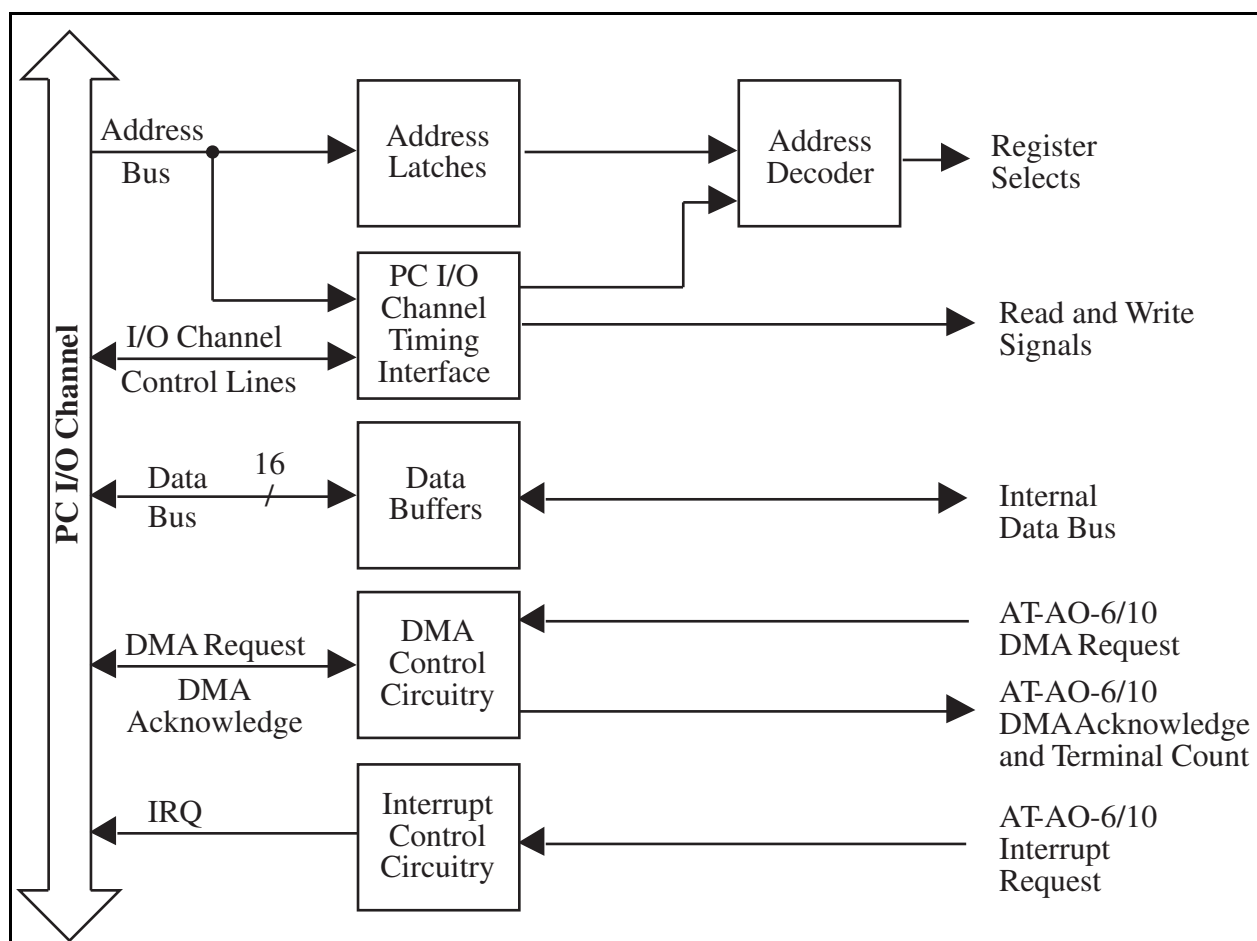 PC I/O Channel
Address
Bus
Address
Latches
Address
Decoder
Register
Selects
PC I/O
Channel
Timing
Interface
I/O Channel
Control Lines
Read and Write
Signals
Data
Bus
16
/
Data
Buffers
Internal
Data Bus
DMA Request
DMA
Acknowledge
DMA
Control
Circuitry
AT-AO-6/10
DMA Request
AT-AO-6/10
DMA Acknowledge
and Terminal Count
IRQ
Interrupt
Control
Circuitry
AT-AO-6/10
Interrupt
Request